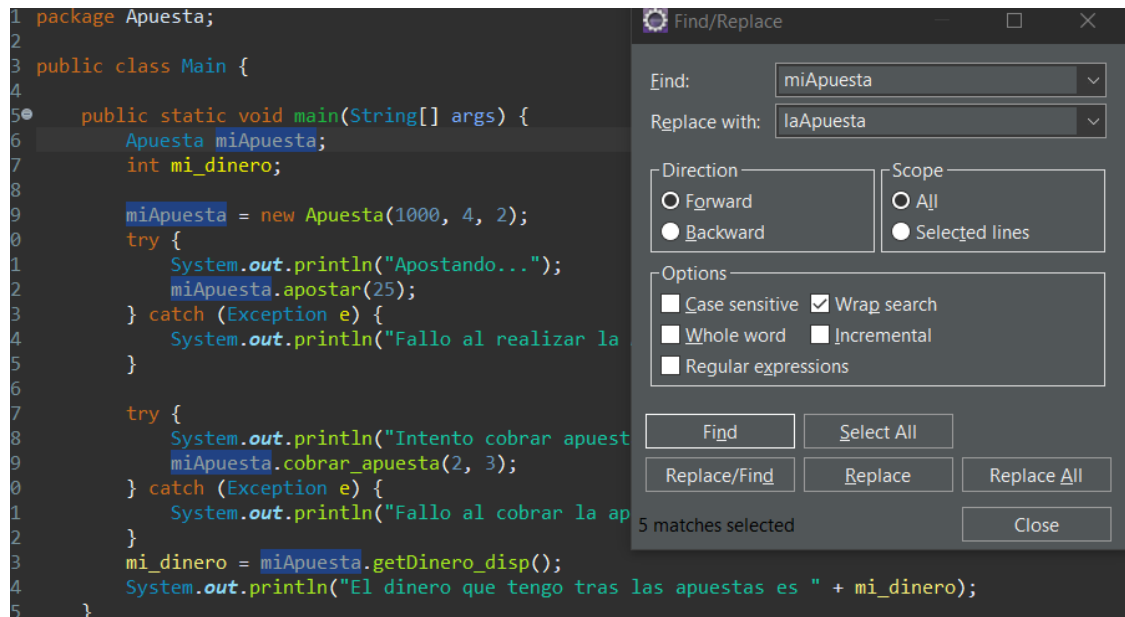 1 package Apuesta;
2
3 public class Main {
4
5 public static void main(String[] args) {
6 Apuesta miApuesta;
7 int mi_dinero;
8
9 miApuesta = new Apuesta(1000, 4, 2);
0 try {
1 System.out.println("Apostando...");
2 miApuesta.apostar(25);
3 } catch (Exception e) {
4 System.out.println("Fallo al realizar la
5 }
6
7 try {
8 System.out.println("Intento cobrar apuest
9 miApuesta.cobrar_apuesta(2, 3);
0 } catch (Exception e) {
1 System.out.println("Fallo al cobrar la ap
2 }
3 mi_dinero = miApuesta.getDinero_disp();
4 System.out.println("El dinero que tengo tras las apuestas es " + mi_dinero);
5 }
Find/Replace
Find: miApuesta
Replace with: laApuesta
Direction
Forward
Backward
Scope
All
Selected lines
Options
Case sensitive Wrap search
Whole word Incremental
Regular expressions
Find Select All
Replace/Find Replace Replace All
5 matches selected Close